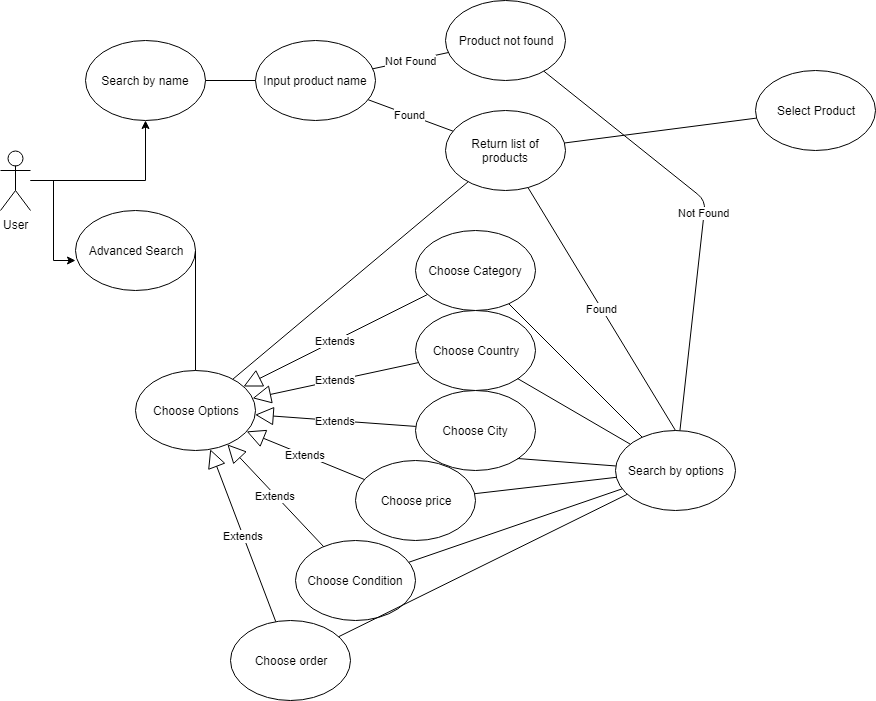 Product not found
Not Found
Search by name
Input product name
Select Product
Found
Return list of
products
Not Found
User
Advanced Search
Choose Category
Found
Extends
Choose Country
Extends
Choose Options
Extends
Choose City
Extends
Search by options
Extends
Choose price
Extends
Choose Condition
Choose order